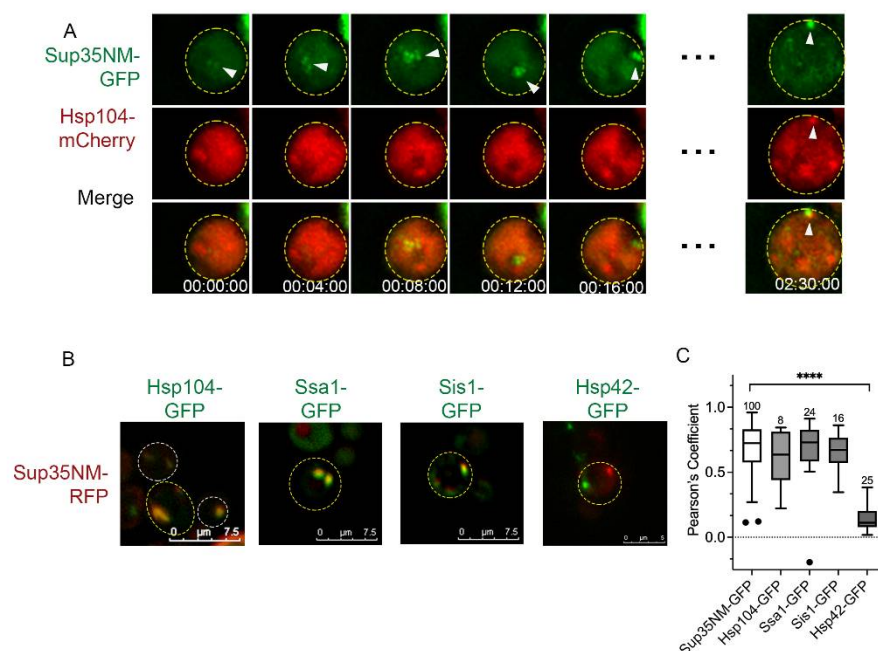 A
Sup35NM-
GFP
Hsp104-
mCherry
Merge
00:00:00
00:04:00
00:08:00
00:12:00
00:16:00
02:30:00
B
Hsp104-
GFP
Ssa1-
GFP
Sis1-
GFP
Hsp42-
GFP
Sup35NM-
RFP
0 µm 7.5
0 µm 7.5
0 µm 7.5
0 µm 5
C
****
Pearson's Coefficient
1.0
0.5
0.0
100
8
24
16
25
Sup35NM-GFP
Hsp104-GFP
Ssa1-GFP
Sis1-GFP
Hsp42-GFP